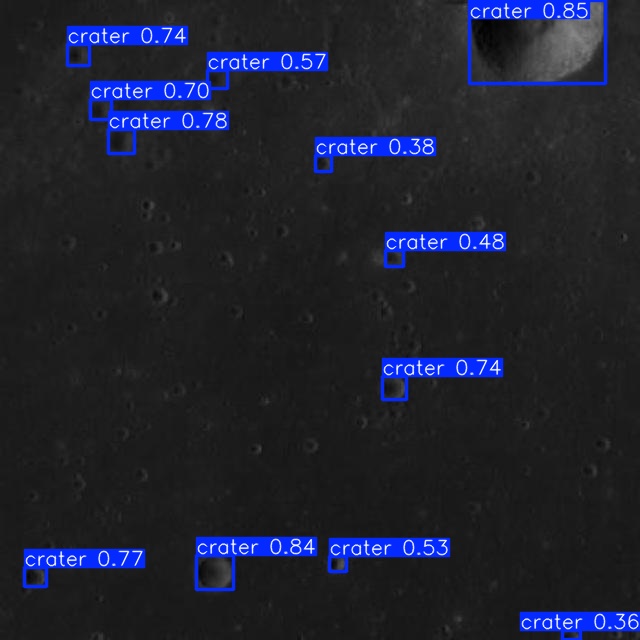 crater 0.85
crater 0.74
crater 0.57
crater 0.70
crater 0.78
crater 0.38
crater 0.48
crater 0.74
crater 0.84
crater 0.53
crater 0.77
crater 0.36